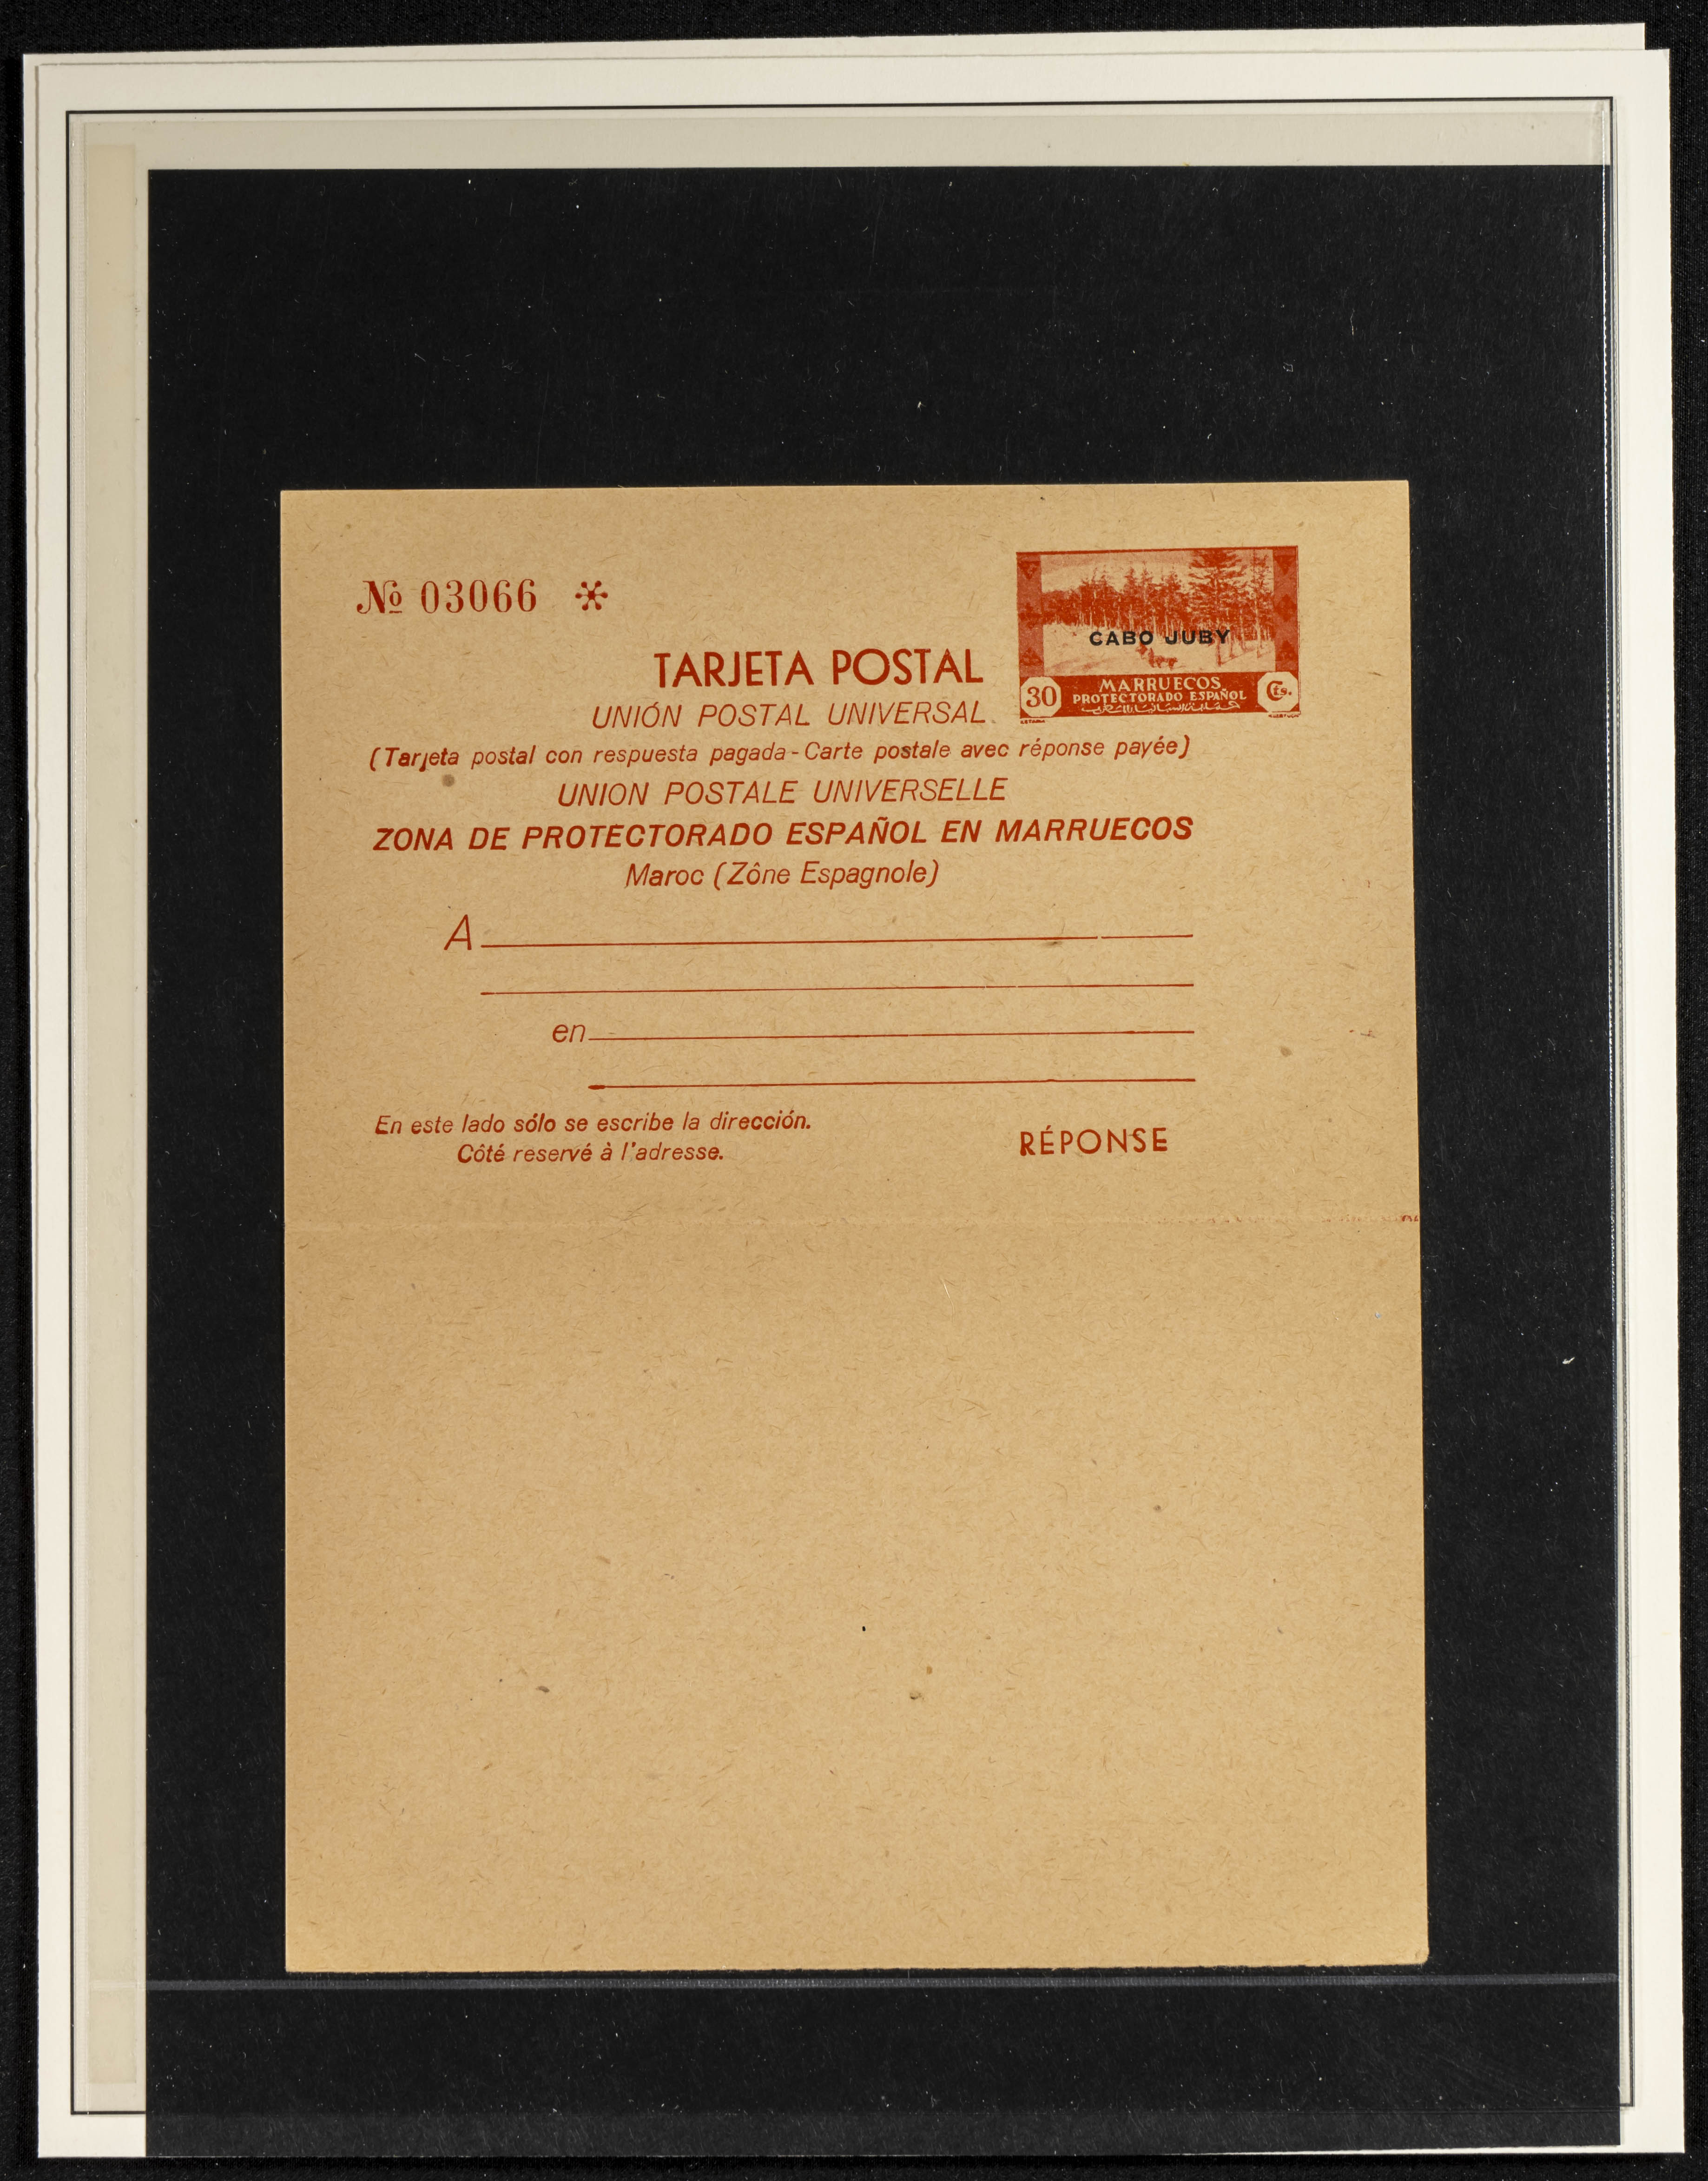 № 03066 *
CABO JUBY
30 MARRUECOS Cts.
PROTECTORADO ESPAÑOL
TARJETA POSTAL
UNIÓN POSTAL UNIVERSAL.
(Tarjeta postal con respuesta pagada - Carte postale avec réponse payée)
UNION POSTALE UNIVERSELLE
ZONA DE PROTECTORADO ESPAÑOL EN MARRUECOS
Maroc (Zône Espagnole)
A
en
En este lado sólo se escribe la dirección.
Côté reservé à l'adresse.
RÉPONSE